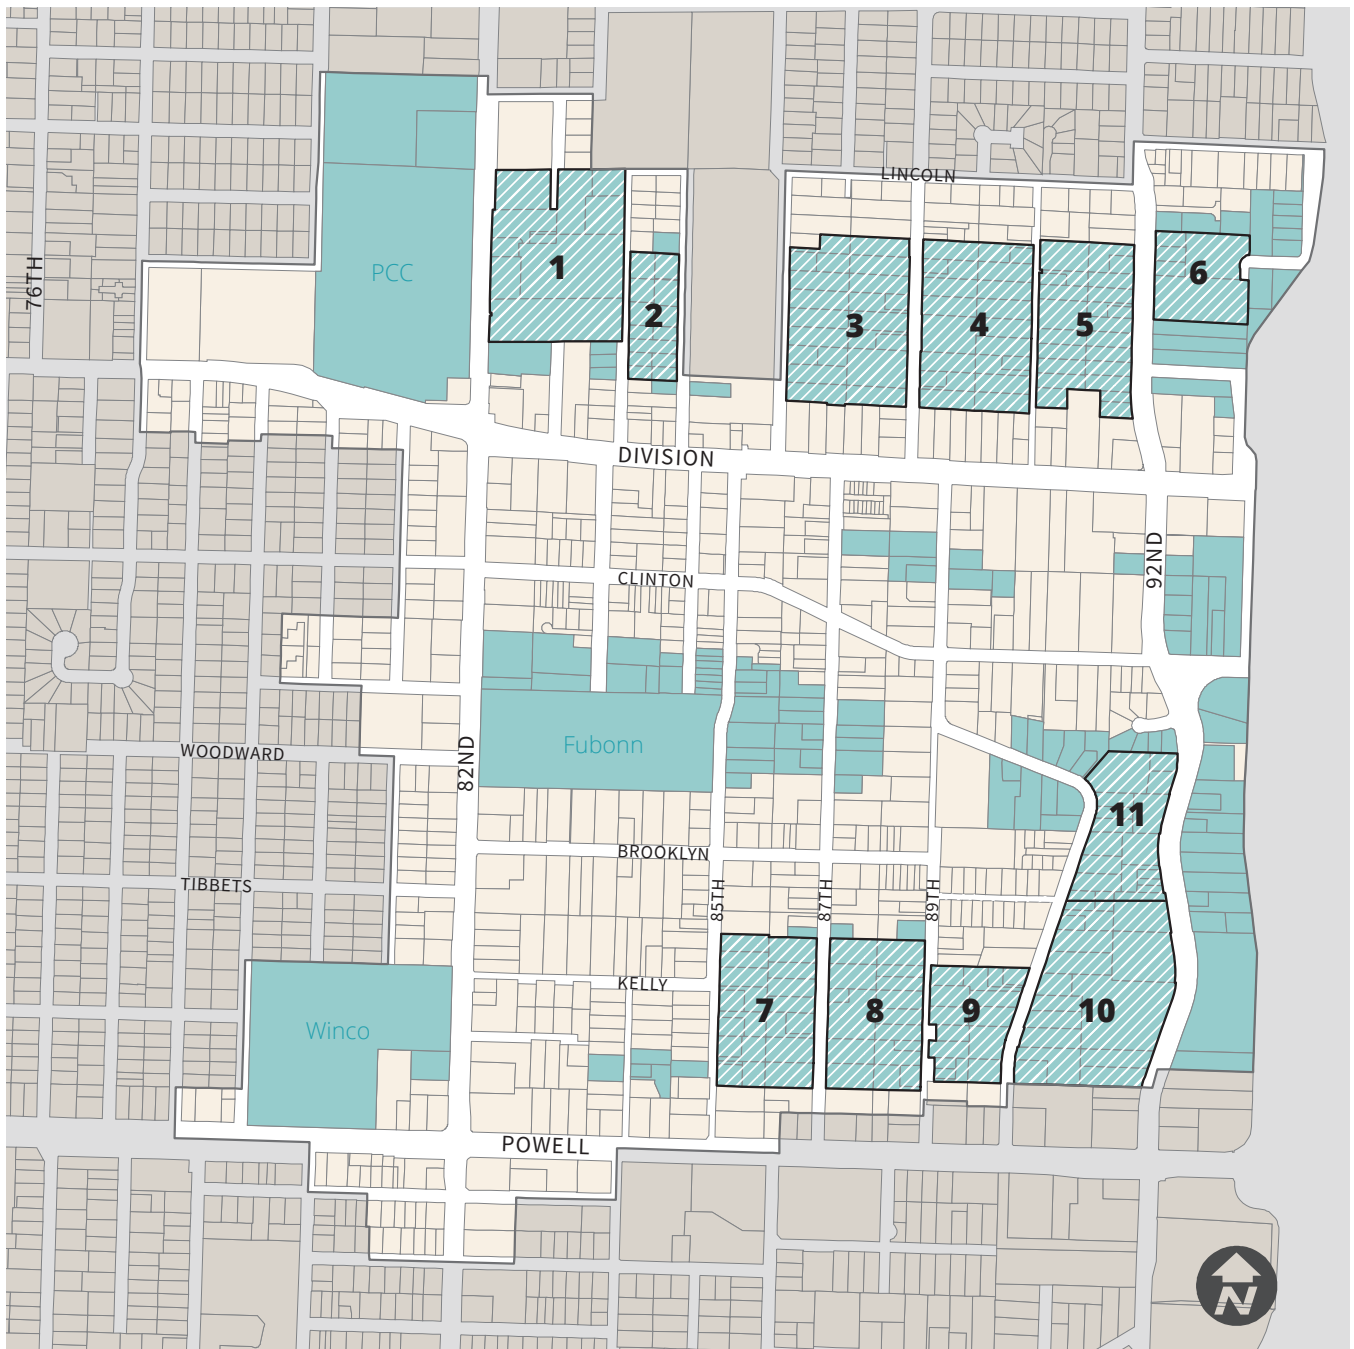 LINCOLN
76TH
PCC
1
2
3
4
5
6
DIVISION
92ND
CLINTON
82ND
Fubonn
WOODWARD
11
BROOKLYN
TIBBETS
85TH
87TH
89TH
KELLY
Winco
7
8
9
10
POWELL
N